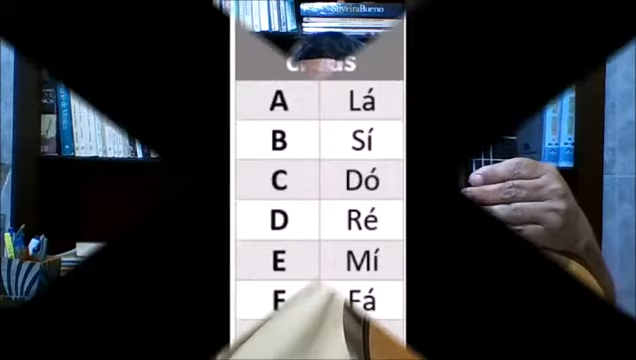 SilveiraBueno
A Lá
B Sí
C Dó
D Ré
E Mí
F Fá